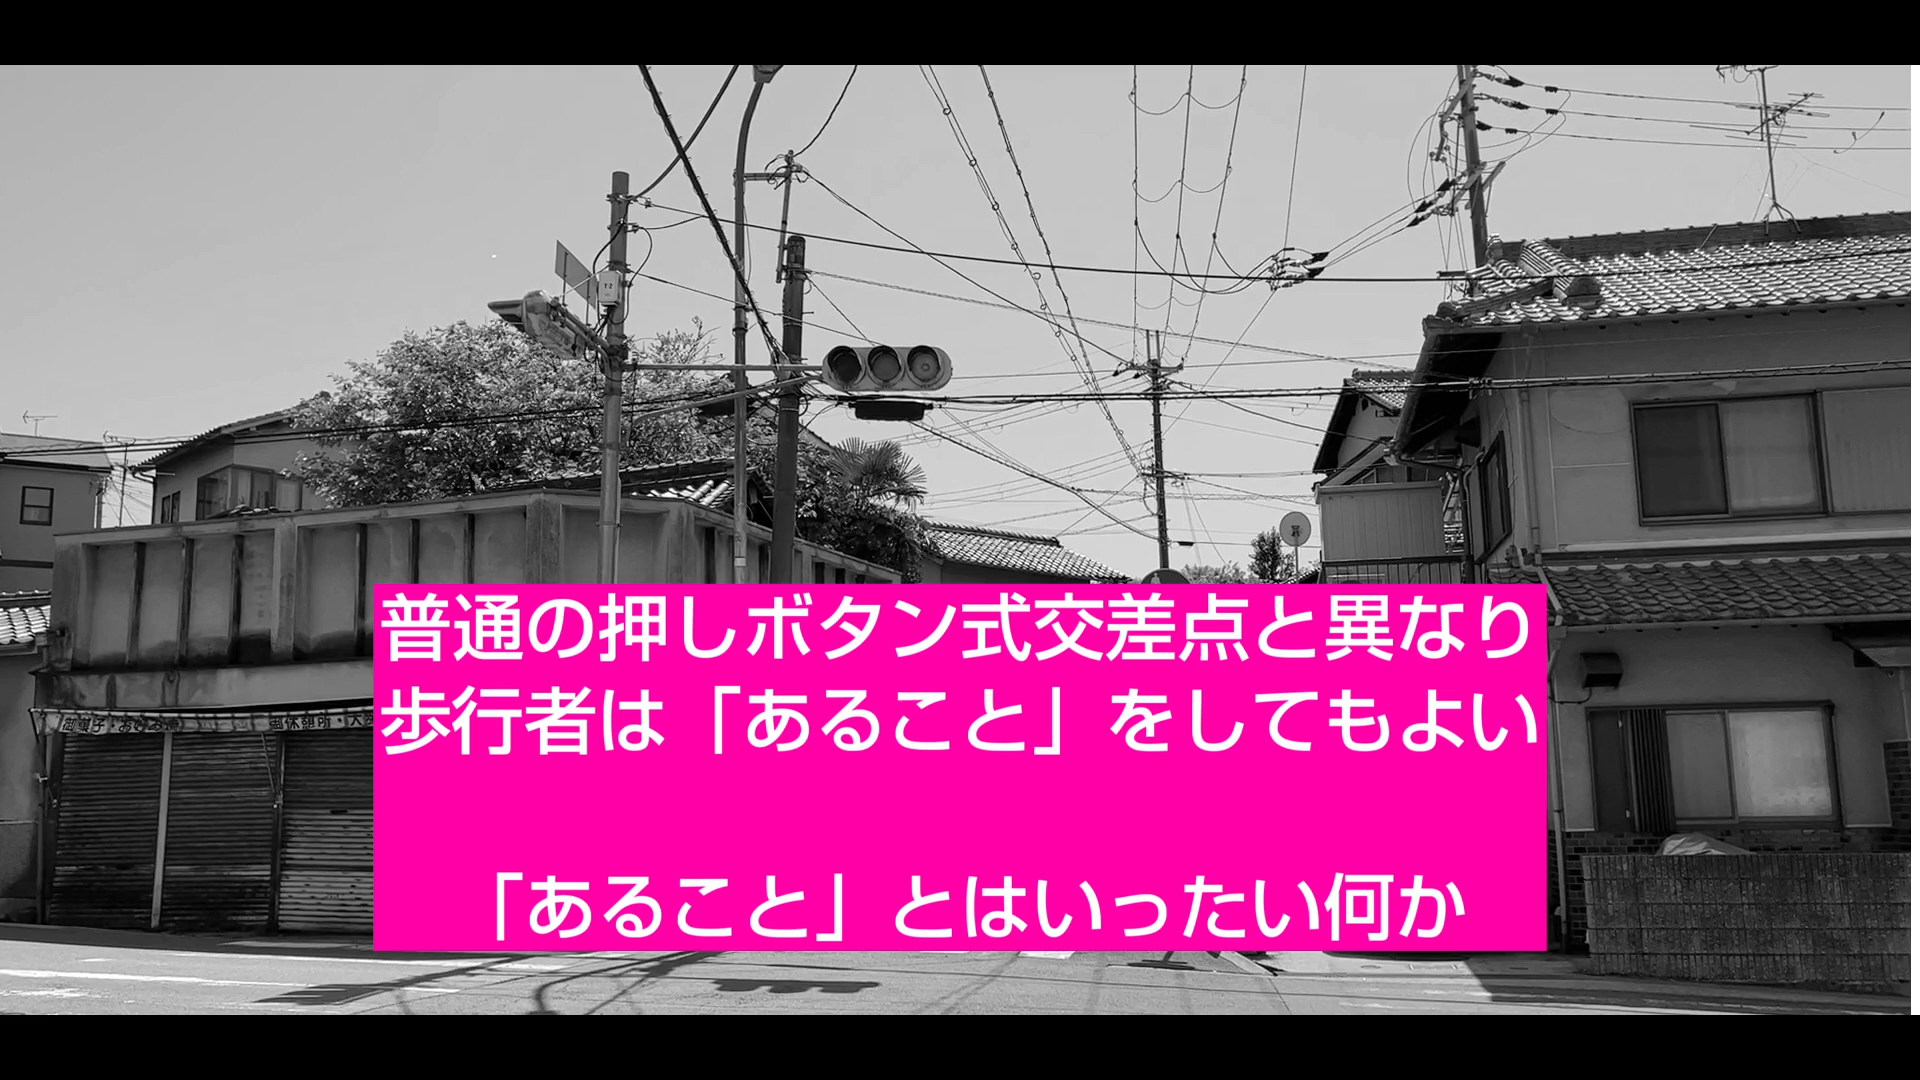 T-2
普通の押しボタン式交差点と異なり
歩行者は「あること」をしてもよい
「あること」とはいったい何か